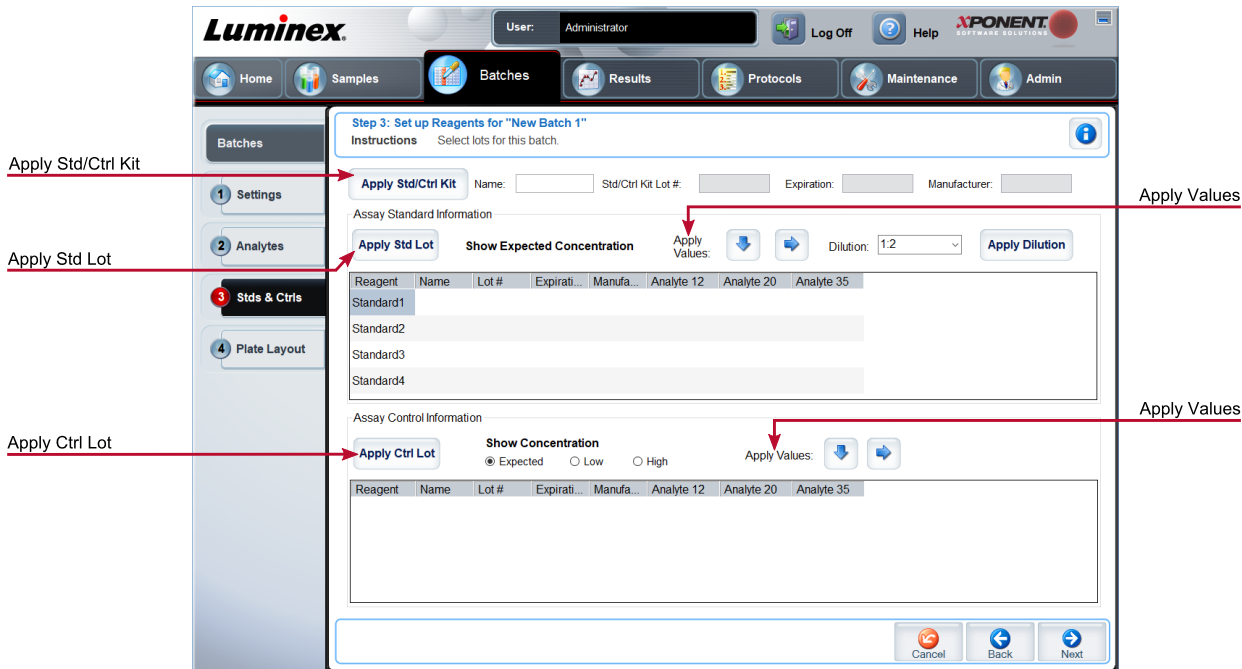 Luminex.
User: Administrator
Log Off
Help
XPONENT.
SOFTWARE SOLUTIONS
Home
Samples
Batches
Results
Protocols
Maintenance
Admin
Batches
1 Settings
2 Analytes
3 Stds & Ctrls
4 Plate Layout
Step 3: Set up Reagents for "New Batch 1"
Instructions Select lots for this batch.
Apply Std/Ctrl Kit
Apply Std/Ctrl Kit Name: Std/Ctrl Kit Lot #: Expiration: Manufacturer:
Apply Values
Assay Standard Information
Apply Std Lot
Apply Std Lot Show Expected Concentration Apply Values: Dilution: 1:2 Apply Dilution
Reagent Name Lot # Expirati... Manufa... Analyte 12 Analyte 20 Analyte 35
Standard1
Standard2
Standard3
Standard4
Apply Values
Assay Control Information
Apply Ctrl Lot
Apply Ctrl Lot
Show Concentration
Expected Low High
Apply Values:
Reagent Name Lot # Expirati... Manufa... Analyte 12 Analyte 20 Analyte 35
Cancel
Back
Next